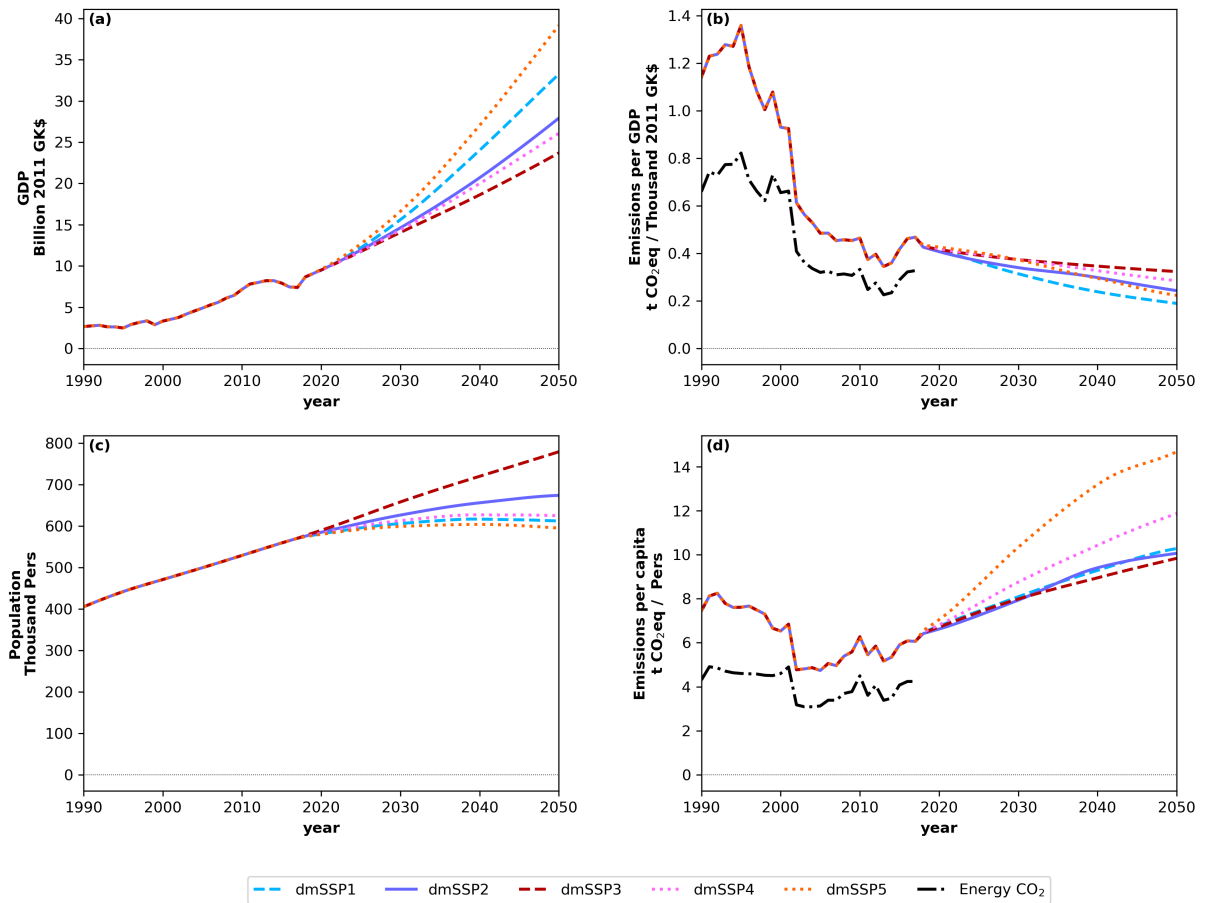 (a)
GDP
Billion 2011 GK$
40
35
30
25
20
15
10
5
0
1990 2000 2010 2020 2030 2040 2050
year
(b)
Emissions per GDP
t CO₂eq / Thousand 2011 GK$
1.4
1.2
1.0
0.8
0.6
0.4
0.2
0.0
1990 2000 2010 2020 2030 2040 2050
year
(c)
Population
Thousand Pers
800
700
600
500
400
300
200
100
0
1990 2000 2010 2020 2030 2040 2050
year
(d)
Emissions per capita
t CO₂eq / Pers
14
12
10
8
6
4
2
0
1990 2000 2010 2020 2030 2040 2050
year
dmSSP1 dmSSP2 dmSSP3 dmSSP4 dmSSP5 Energy CO₂